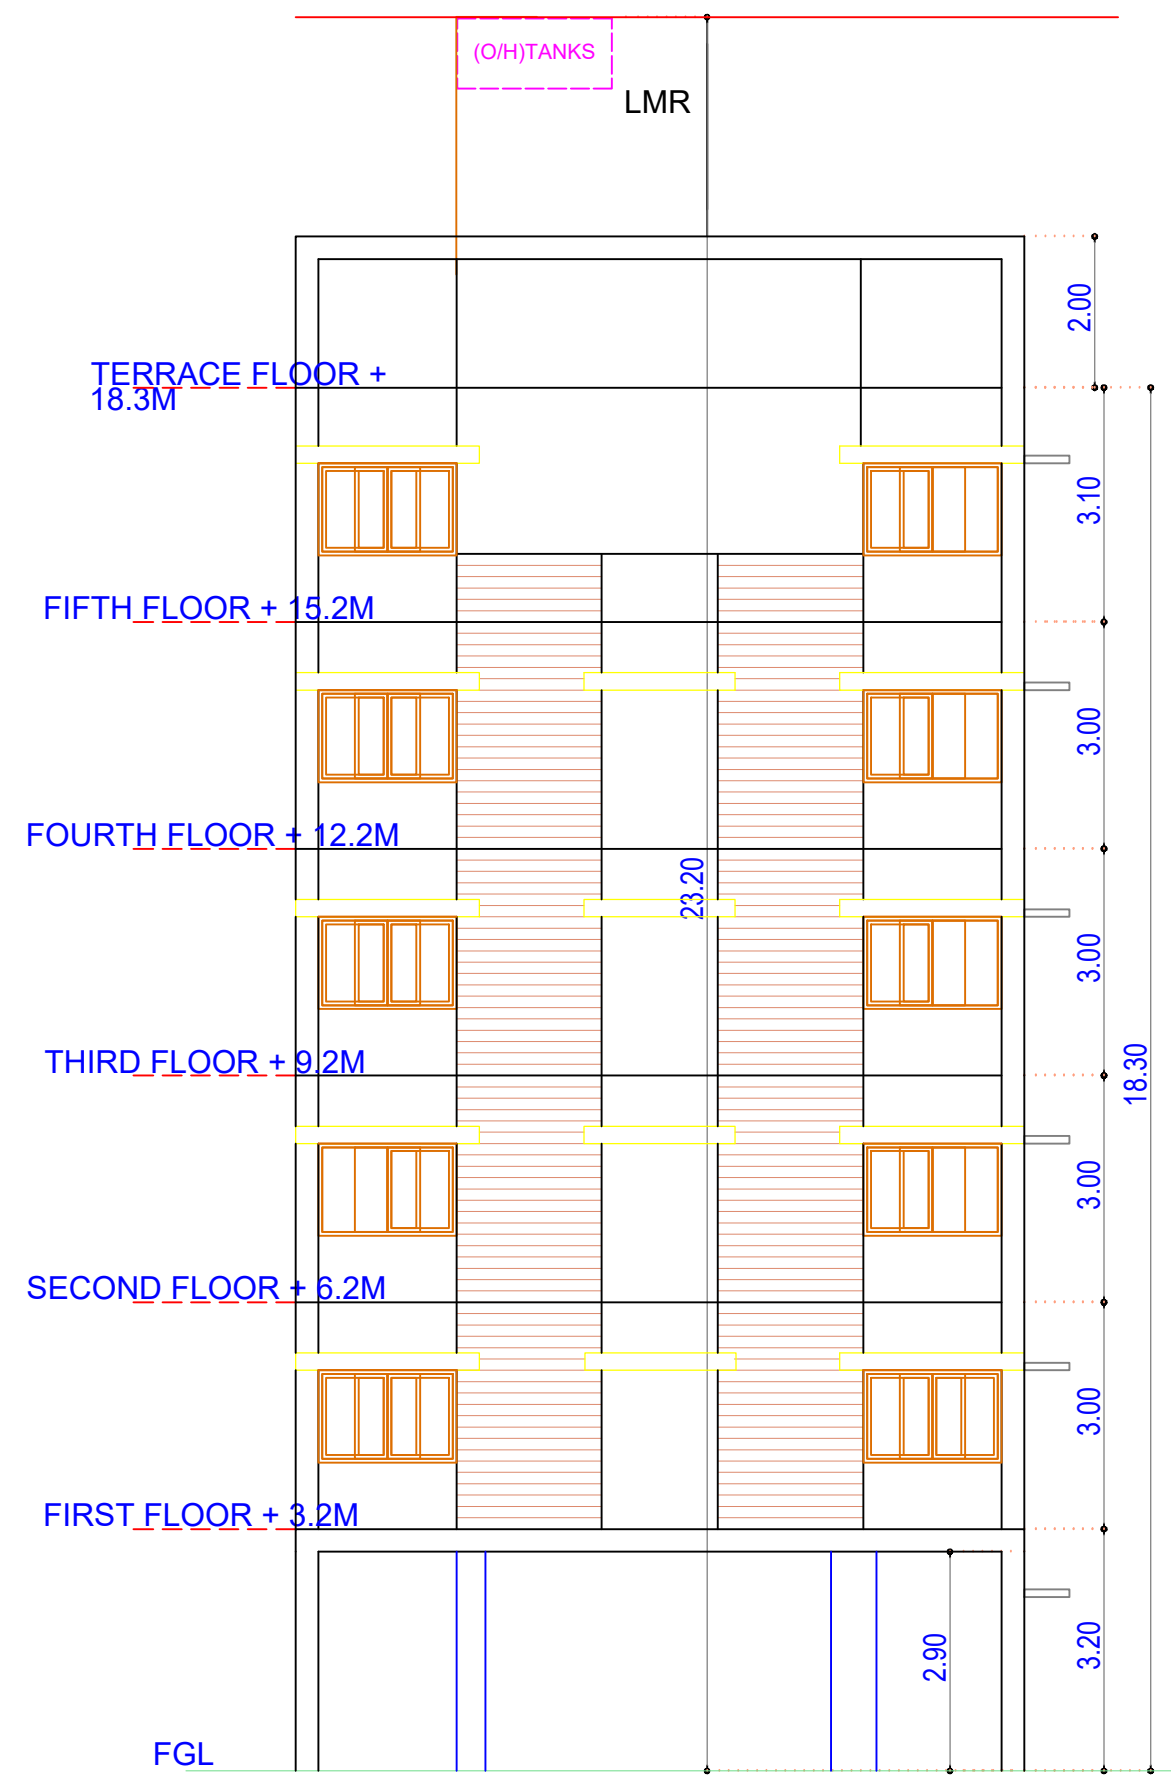 (O/H)TANKS
LMR
2.00
TERRACE FLOOR +
18.3M
3.10
FIFTH FLOOR + 15.2M
3.00
FOURTH FLOOR + 12.2M
23.20
3.00
THIRD FLOOR + 9.2M
18.30
3.00
SECOND FLOOR + 6.2M
3.00
FIRST FLOOR + 3.2M
2.90
3.20
FGL